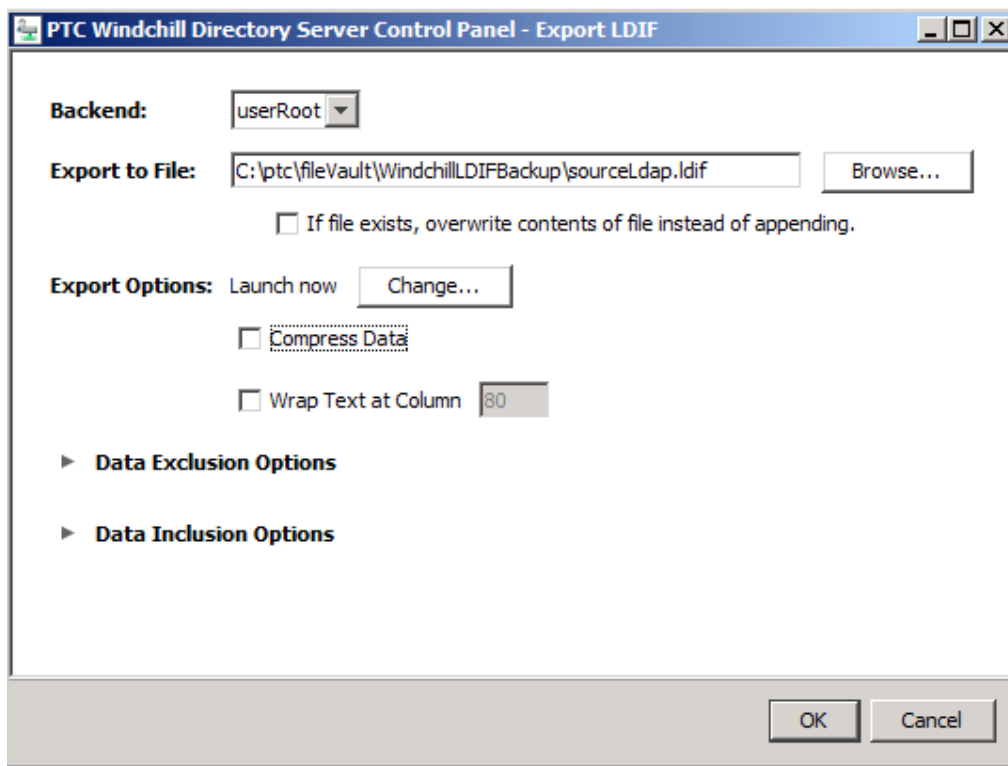 PTC Windchill Directory Server Control Panel - Export LDIF
Backend: userRoot
Export to File: C:\ptc\fileVault\WindchillLDIFBackup\sourceLdap.ldif Browse...
If file exists, overwrite contents of file instead of appending.
Export Options: Launch now Change...
Compress Data
Wrap Text at Column 80
Data Exclusion Options
Data Inclusion Options
OK Cancel